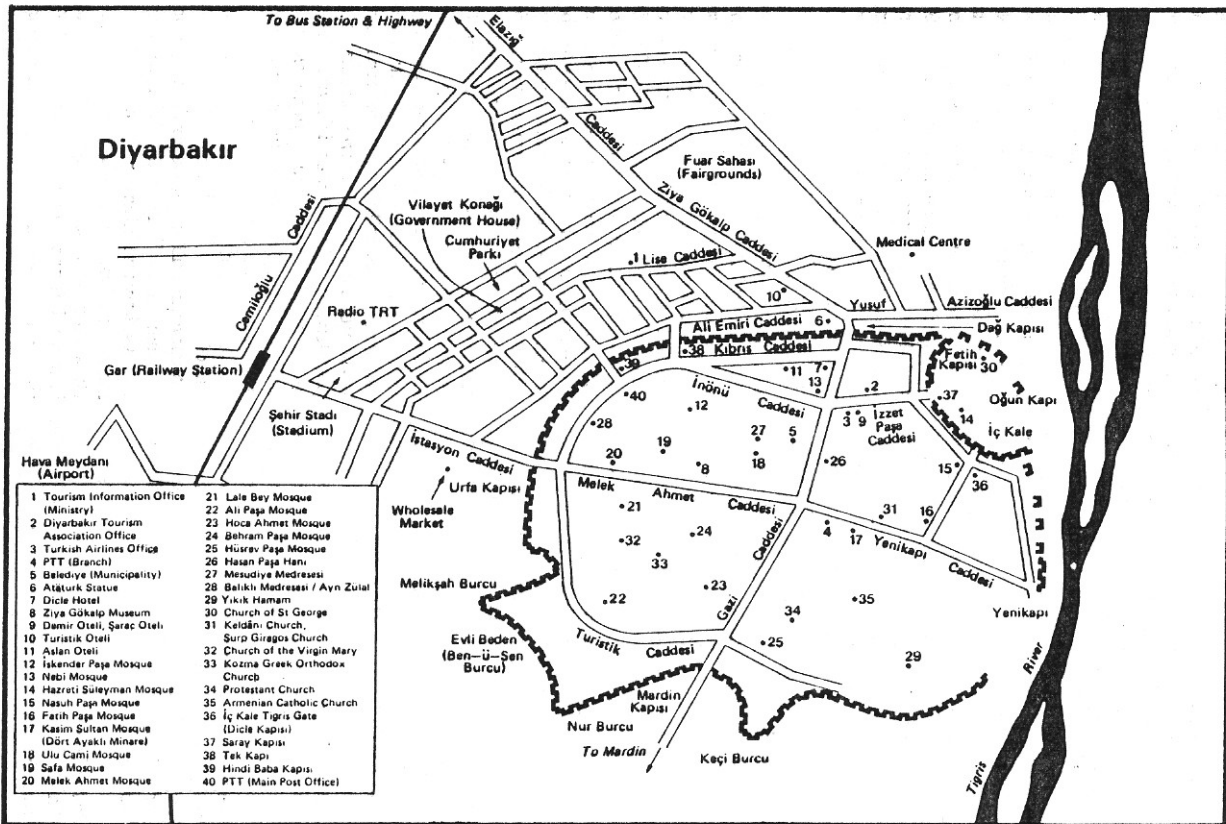 To Bus Station & Highway
Elazığ
Caddesi
Diyarbakır
Fuar Sahası
(Fairgrounds)
Vilayet Konağı
(Government House)
Cumhuriyet
Parkı
Ziya Gökalp Caddesi
Caddesi
Cemiloğlu
Medical Centre
1 Lise Caddesi
10
Yusuf
Azizoğlu Caddesi
Radio TRT
Ali Emiri Caddesi
6
Dağ Kapısı
38 Kıbrıs Caddesi
Fetih
Kapısı
30
Gar (Railway Station)
39
11
7
13
2
İnönü
Caddesi
40
12
37
Oğun Kapı
14
Şehir Stadı
(Stadium)
3
9
İzzet
Paşa
Caddesi
İç Kale
28
27
5
İstasyon Caddesi
19
18
20
8
26
15
36
Hava Meydanı
(Airport)
Urfa Kapısı
Melek
Ahmet
Caddesi
Wholesale
Market
21
31
16
4
17
Yenikapı
Caddesi
32
24
33
Caddesi
Gazi
Melikşah Burcu
22
23
34
35
Yenikapı
Evli Beden
(Ben-ü-Şen
Burcu)
Turistik
Caddesi
25
29
River
Mardin
Kapısı
Nur Burcu
To Mardin
Keçi Burcu
Tigris
1 Tourism Information Office
(Ministry)
2 Diyarbakır Tourism
Association Office
3 Turkish Airlines Office
4 PTT (Branch)
5 Belediye (Municipality)
6 Atatürk Statue
7 Dicle Hotel
8 Ziya Gökalp Museum
9 Demir Oteli, Şaraç Oteli
10 Turistik Oteli
11 Aslan Oteli
12 İskender Paşa Mosque
13 Nebi Mosque
14 Hazreti Süleyman Mosque
15 Nasuh Paşa Mosque
16 Fatih Paşa Mosque
17 Kasim Sultan Mosque
(Dört Ayaklı Minare)
18 Ulu Cami Mosque
19 Safa Mosque
20 Melek Ahmet Mosque
21 Lale Bey Mosque
22 Ali Paşa Mosque
23 Hoca Ahmet Mosque
24 Behram Paşa Mosque
25 Hüsrev Paşa Mosque
26 Hasan Paşa Hanı
27 Mesudiye Medresesi
28 Balıklı Medresesi / Ayn Zülal
29 Yıkık Hamam
30 Church of St George
31 Keldâni Church,
Surp Giragos Church
32 Church of the Virgin Mary
33 Kozma Greek Orthodox
Church
34 Protestant Church
35 Armenian Catholic Church
36 İç Kale Tigris Gate
(Dicle Kapısı)
37 Saray Kapısı
38 Tek Kapı
39 Hindi Baba Kapısı
40 PTT (Main Post Office)